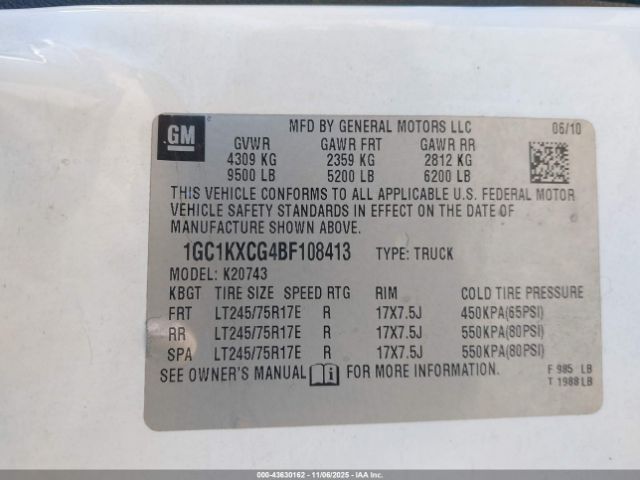 GM
MFD BY GENERAL MOTORS LLC 06/10
GVWR GAWR FRT GAWR RR
4309 KG 2359 KG 2812 KG
9500 LB 5200 LB 6200 LB
THIS VEHICLE CONFORMS TO ALL APPLICABLE U.S. FEDERAL MOTOR
VEHICLE SAFETY STANDARDS IN EFFECT ON THE DATE OF
MANUFACTURE SHOWN ABOVE.
1GC1KXCG4BF108413 TYPE: TRUCK
MODEL: K20743
KBGT TIRE SIZE SPEED RTG RIM COLD TIRE PRESSURE
FRT LT245/75R17E R 17X7.5J 450KPA(65PSI)
RR LT245/75R17E R 17X7.5J 550KPA(80PSI)
SPA LT245/75R17E R 17X7.5J 550KPA(80PSI)
SEE OWNER'S MANUAL FOR MORE INFORMATION.
F 985 LB
T 1988 LB
000-43630162 - 11/06/2025 - IAAI, Inc.